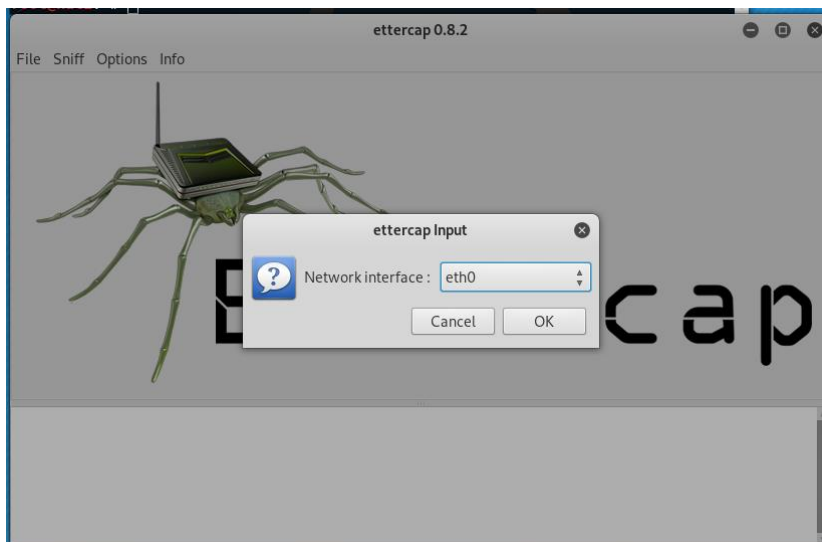 ettercap 0.8.2
File Sniff Options Info
ettercap Input
Network interface : eth0
Cancel OK
E cap